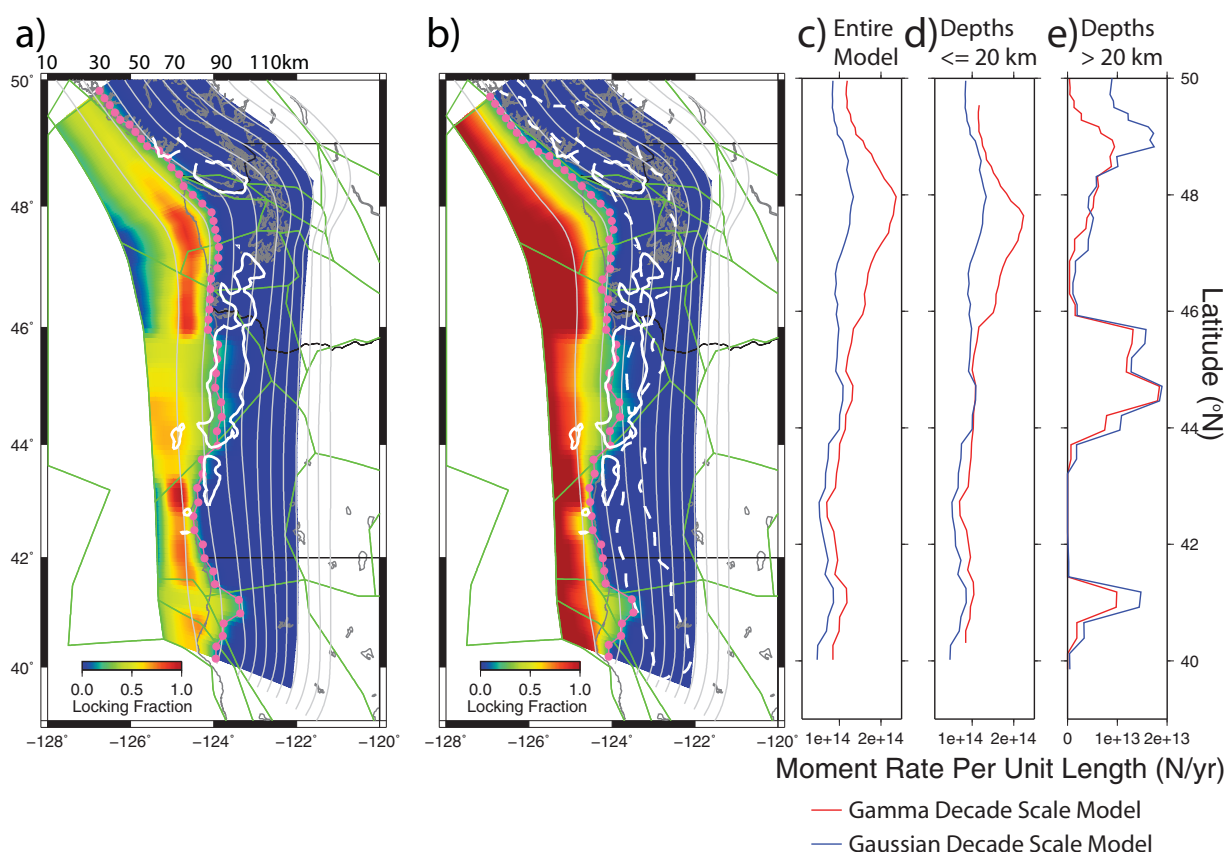 a)
b)
c) Entire Model
d) Depths <= 20 km
e) Depths > 20 km
10 30 50 70 90 110km
50˚
48˚
46˚
44˚
42˚
40˚
0.0 0.5 1.0
Locking Fraction
−128 −126 −124 −122 −120
0.0 0.5 1.0
Locking Fraction
−128 −126 −124 −122 −120
50
48
46
44
42
40
Latitude (°N)
1e+14 2e+14
1e+14 2e+14
0 1e+13 2e+13
Moment Rate Per Unit Length (N/yr)
Gamma Decade Scale Model
Gaussian Decade Scale Model